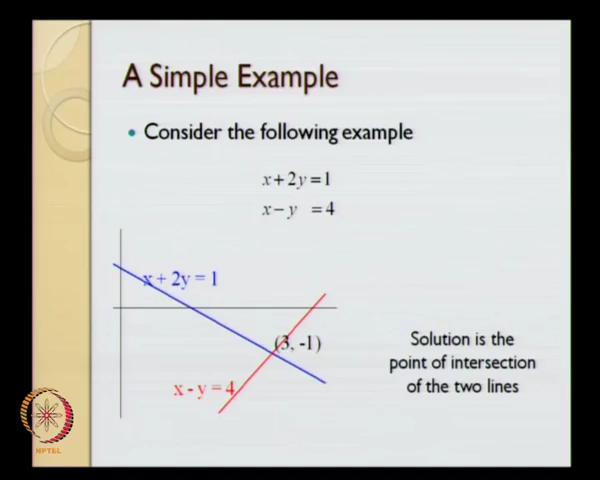 A Simple Example
• Consider the following example
x+2y=1
x−y =4
x + 2y = 1
(3, -1)
x - y = 4
Solution is the
point of intersection
of the two lines
NPTEL